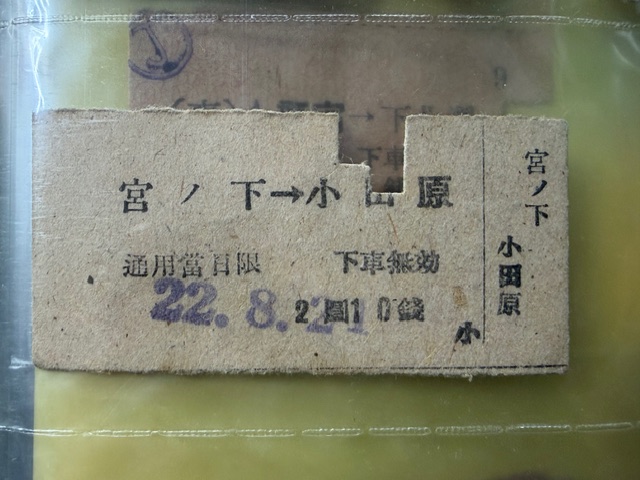 宮ノ下→小田原
通用當日限 下車無効
22.8.21
2圓10錢
小
宮ノ下
小田原